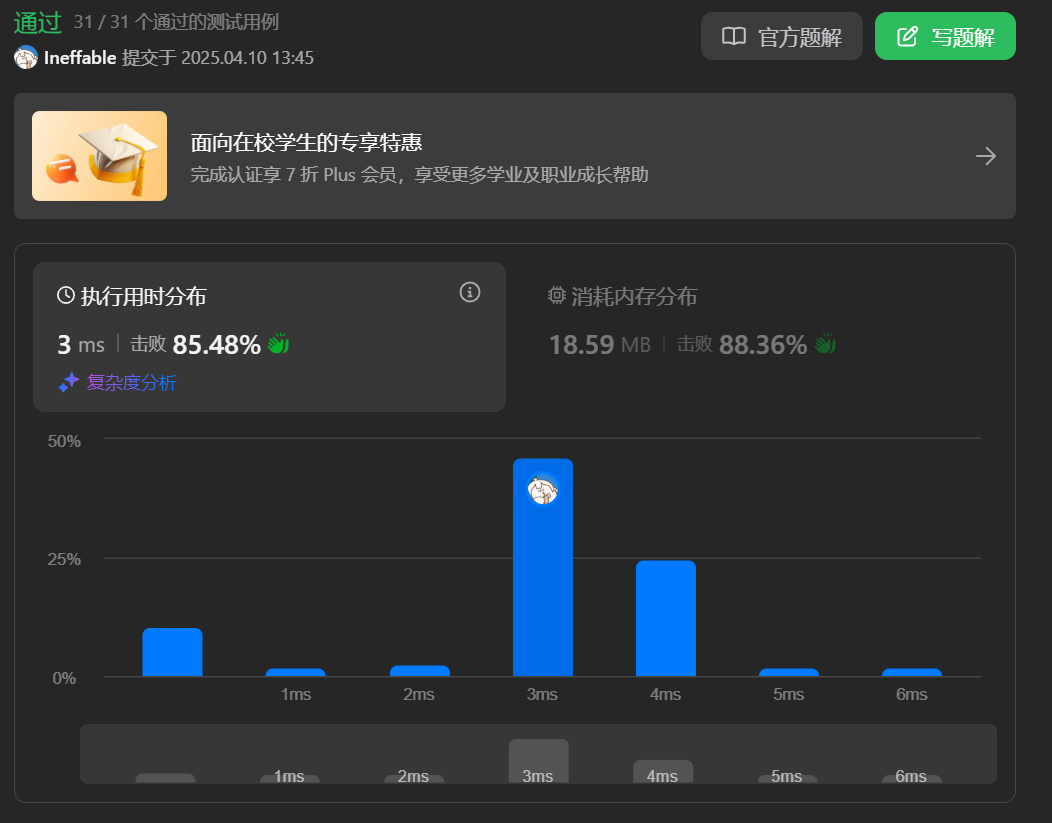 通过 31 / 31 个通过的测试用例
Ineffable 提交于 2025.04.10 13:45
官方题解
写题解
面向在校学生的专享特惠
完成认证享 7 折 Plus 会员，享受更多学业及职业成长帮助
执行用时分布
3 ms | 击败 85.48%
复杂度分析
消耗内存分布
18.59 MB | 击败 88.36%
50%
25%
0%
1ms 2ms 3ms 4ms 5ms 6ms
1ms 2ms 3ms 4ms 5ms 6ms